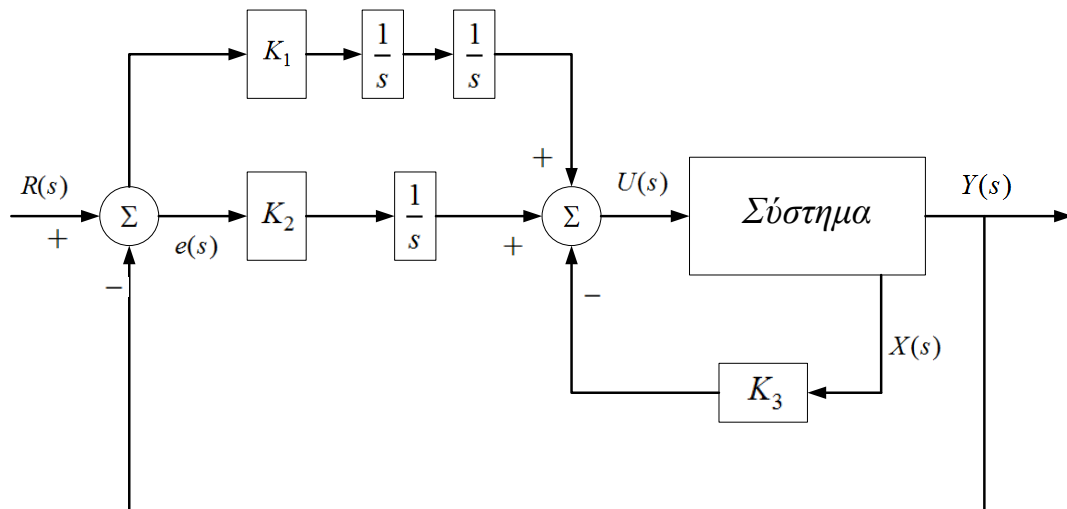 K₁
1/s
1/s
+
R(s)
+
Σ
−
e(s)
K₂
1/s
+
Σ
−
U(s)
Σύστημα
Y(s)
X(s)
K₃